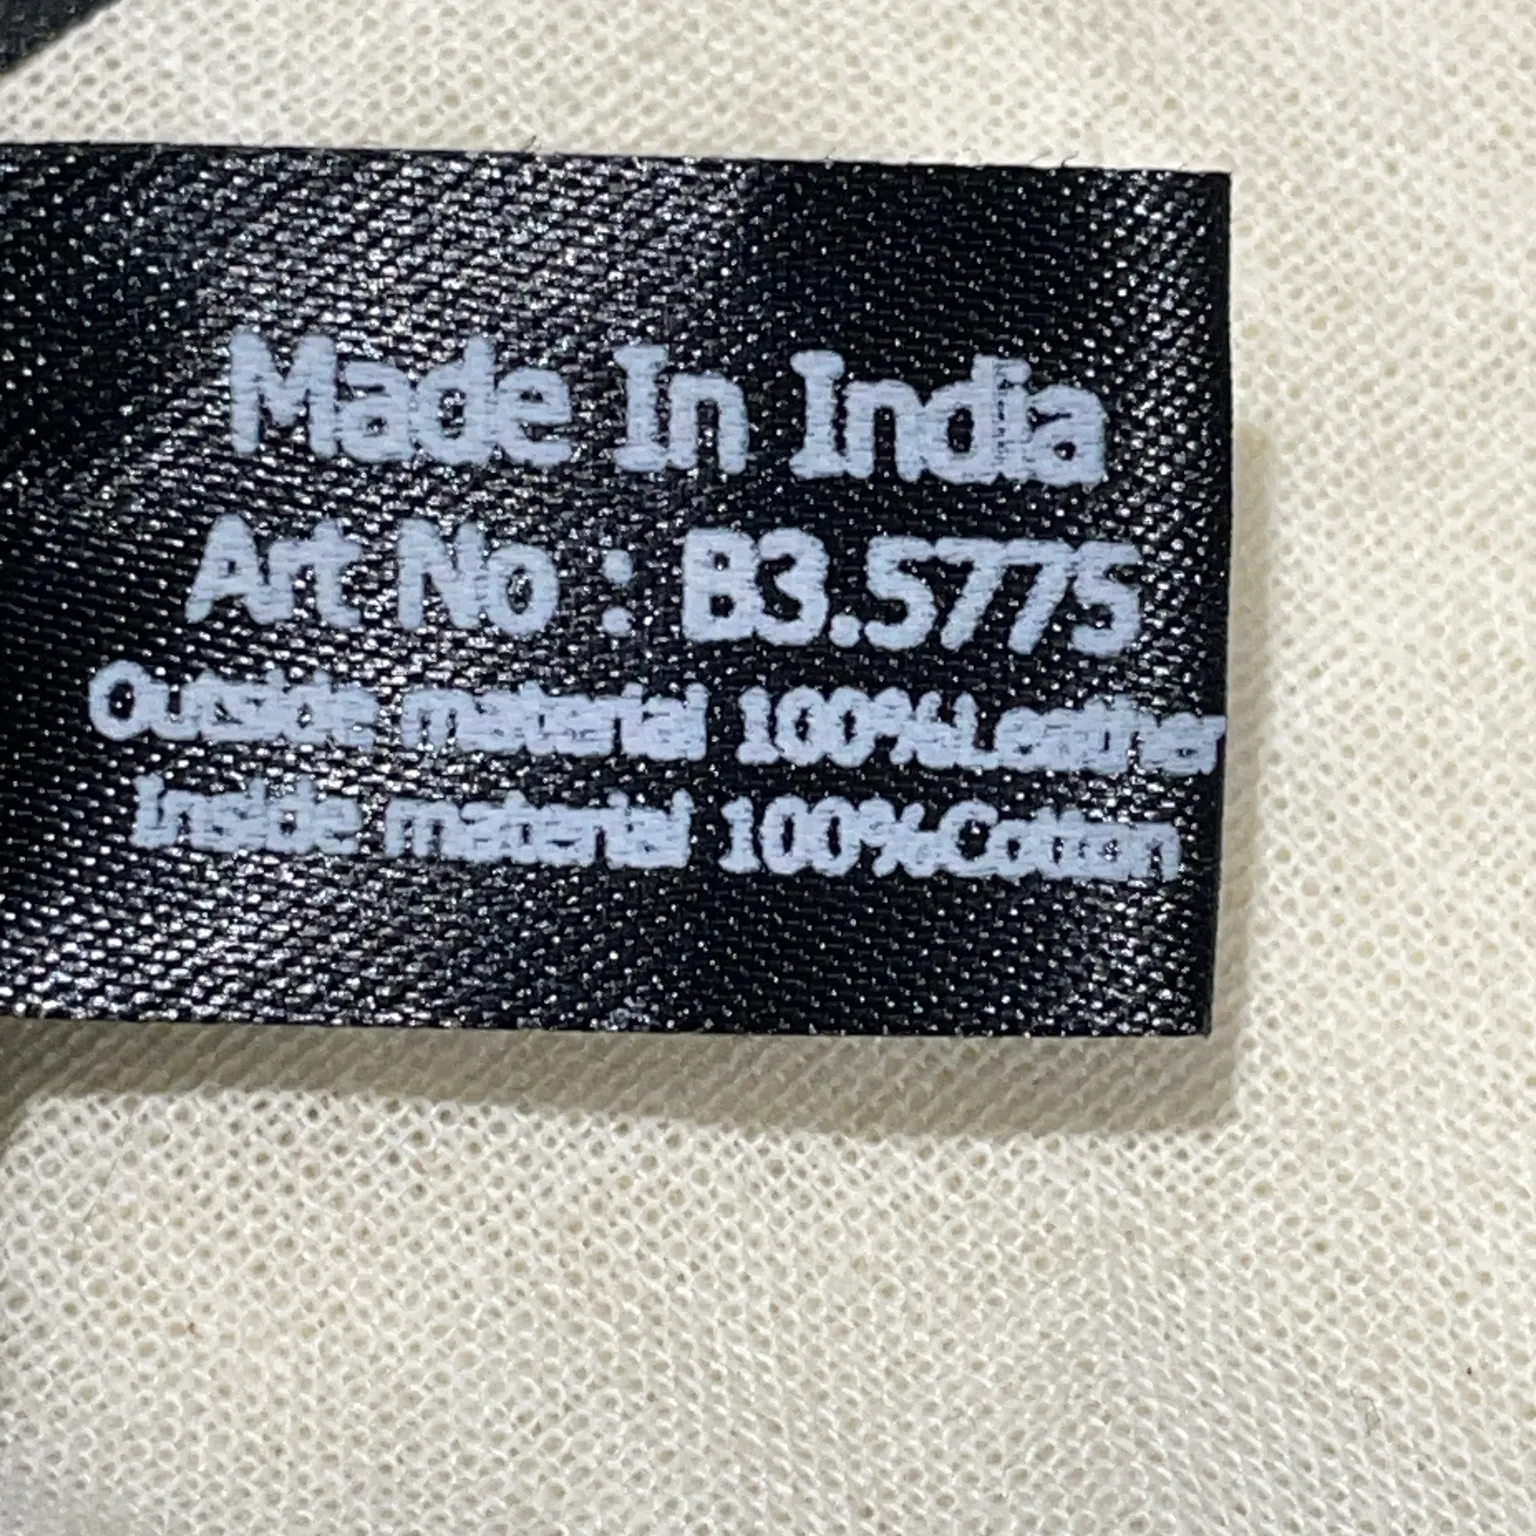 Made In India
Art No : B3.5775
Outside material 100%Leather
Inside material 100%Cotton